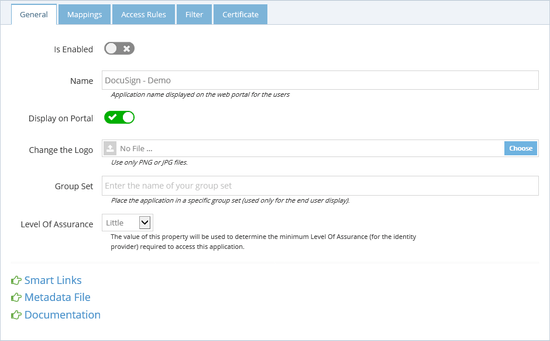 General Mappings Access Rules Filter Certificate
Is Enabled
Name DocuSign - Demo
Application name displayed on the web portal for the users
Display on Portal
Change the Logo No File ... Choose
Use only PNG or JPG files.
Group Set Enter the name of your group set
Place the application in a specific group set (used only for the end user display).
Level Of Assurance Little
The value of this property will be used to determine the minimum Level Of Assurance (for the identity
provider) required to access this application.
Smart Links
Metadata File
Documentation